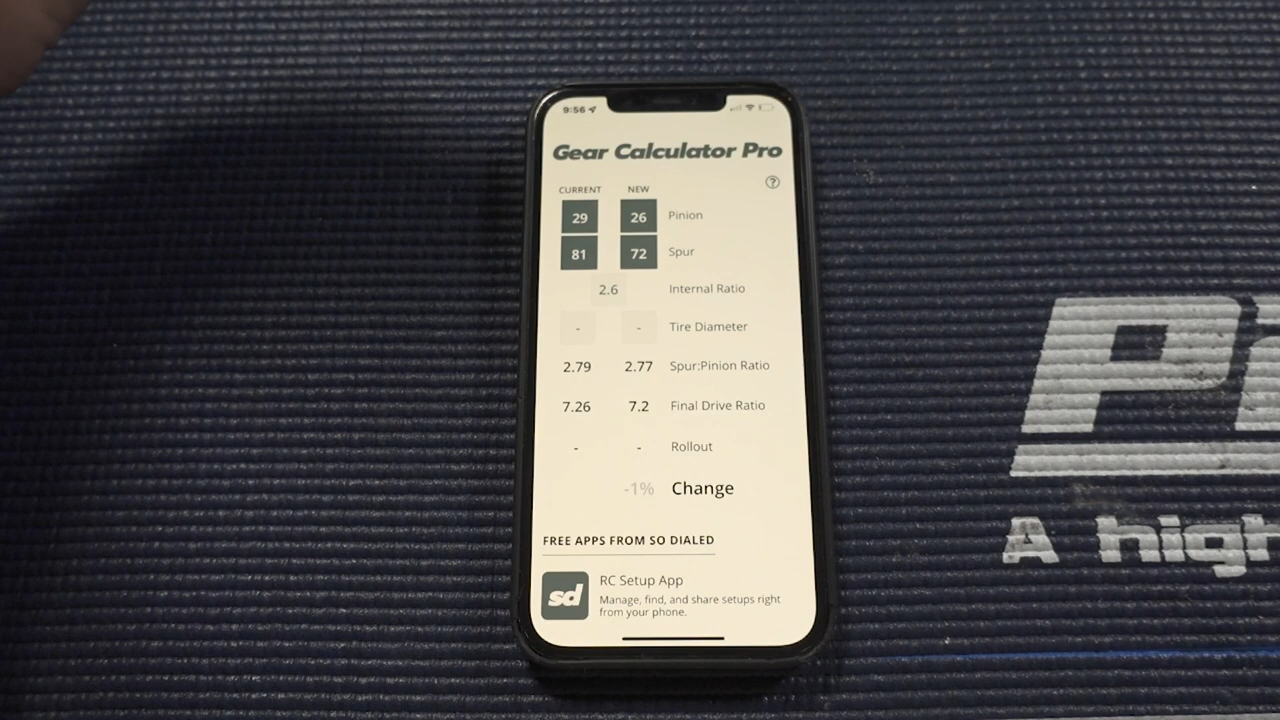 9:56
Gear Calculator Pro
?
CURRENT NEW
29 26 Pinion
81 72 Spur
2.6 Internal Ratio
- - Tire Diameter
2.79 2.77 Spur:Pinion Ratio
7.26 7.2 Final Drive Ratio
- - Rollout
-1% Change
FREE APPS FROM SO DIALED
sd
RC Setup App
Manage, find, and share setups right
from your phone.
A high